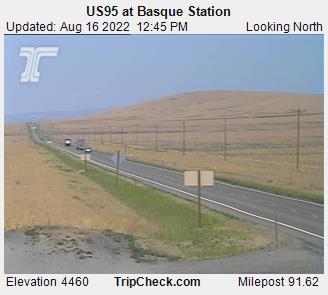 US95 at Basque Station
Updated: Aug 16 2022 12:45 PM Looking North
Elevation 4460 TripCheck.com Milepost 91.62